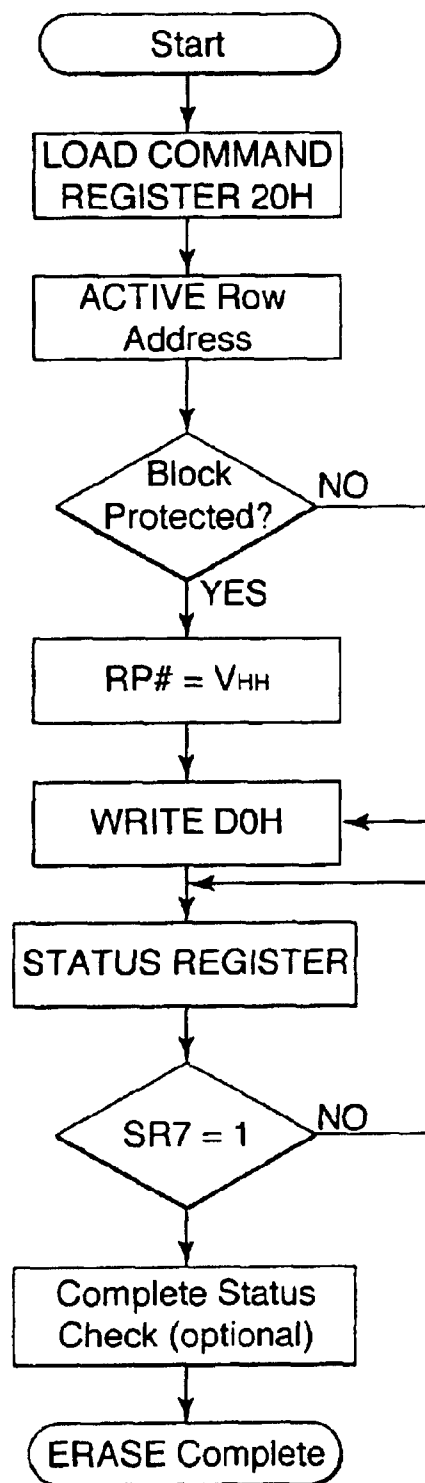 Start
LOAD COMMAND
REGISTER 20H
ACTIVE Row
Address
Block
Protected?
NO
YES
RP# = VHH
WRITE D0H
STATUS REGISTER
SR7 = 1
NO
Complete Status
Check (optional)
ERASE Complete